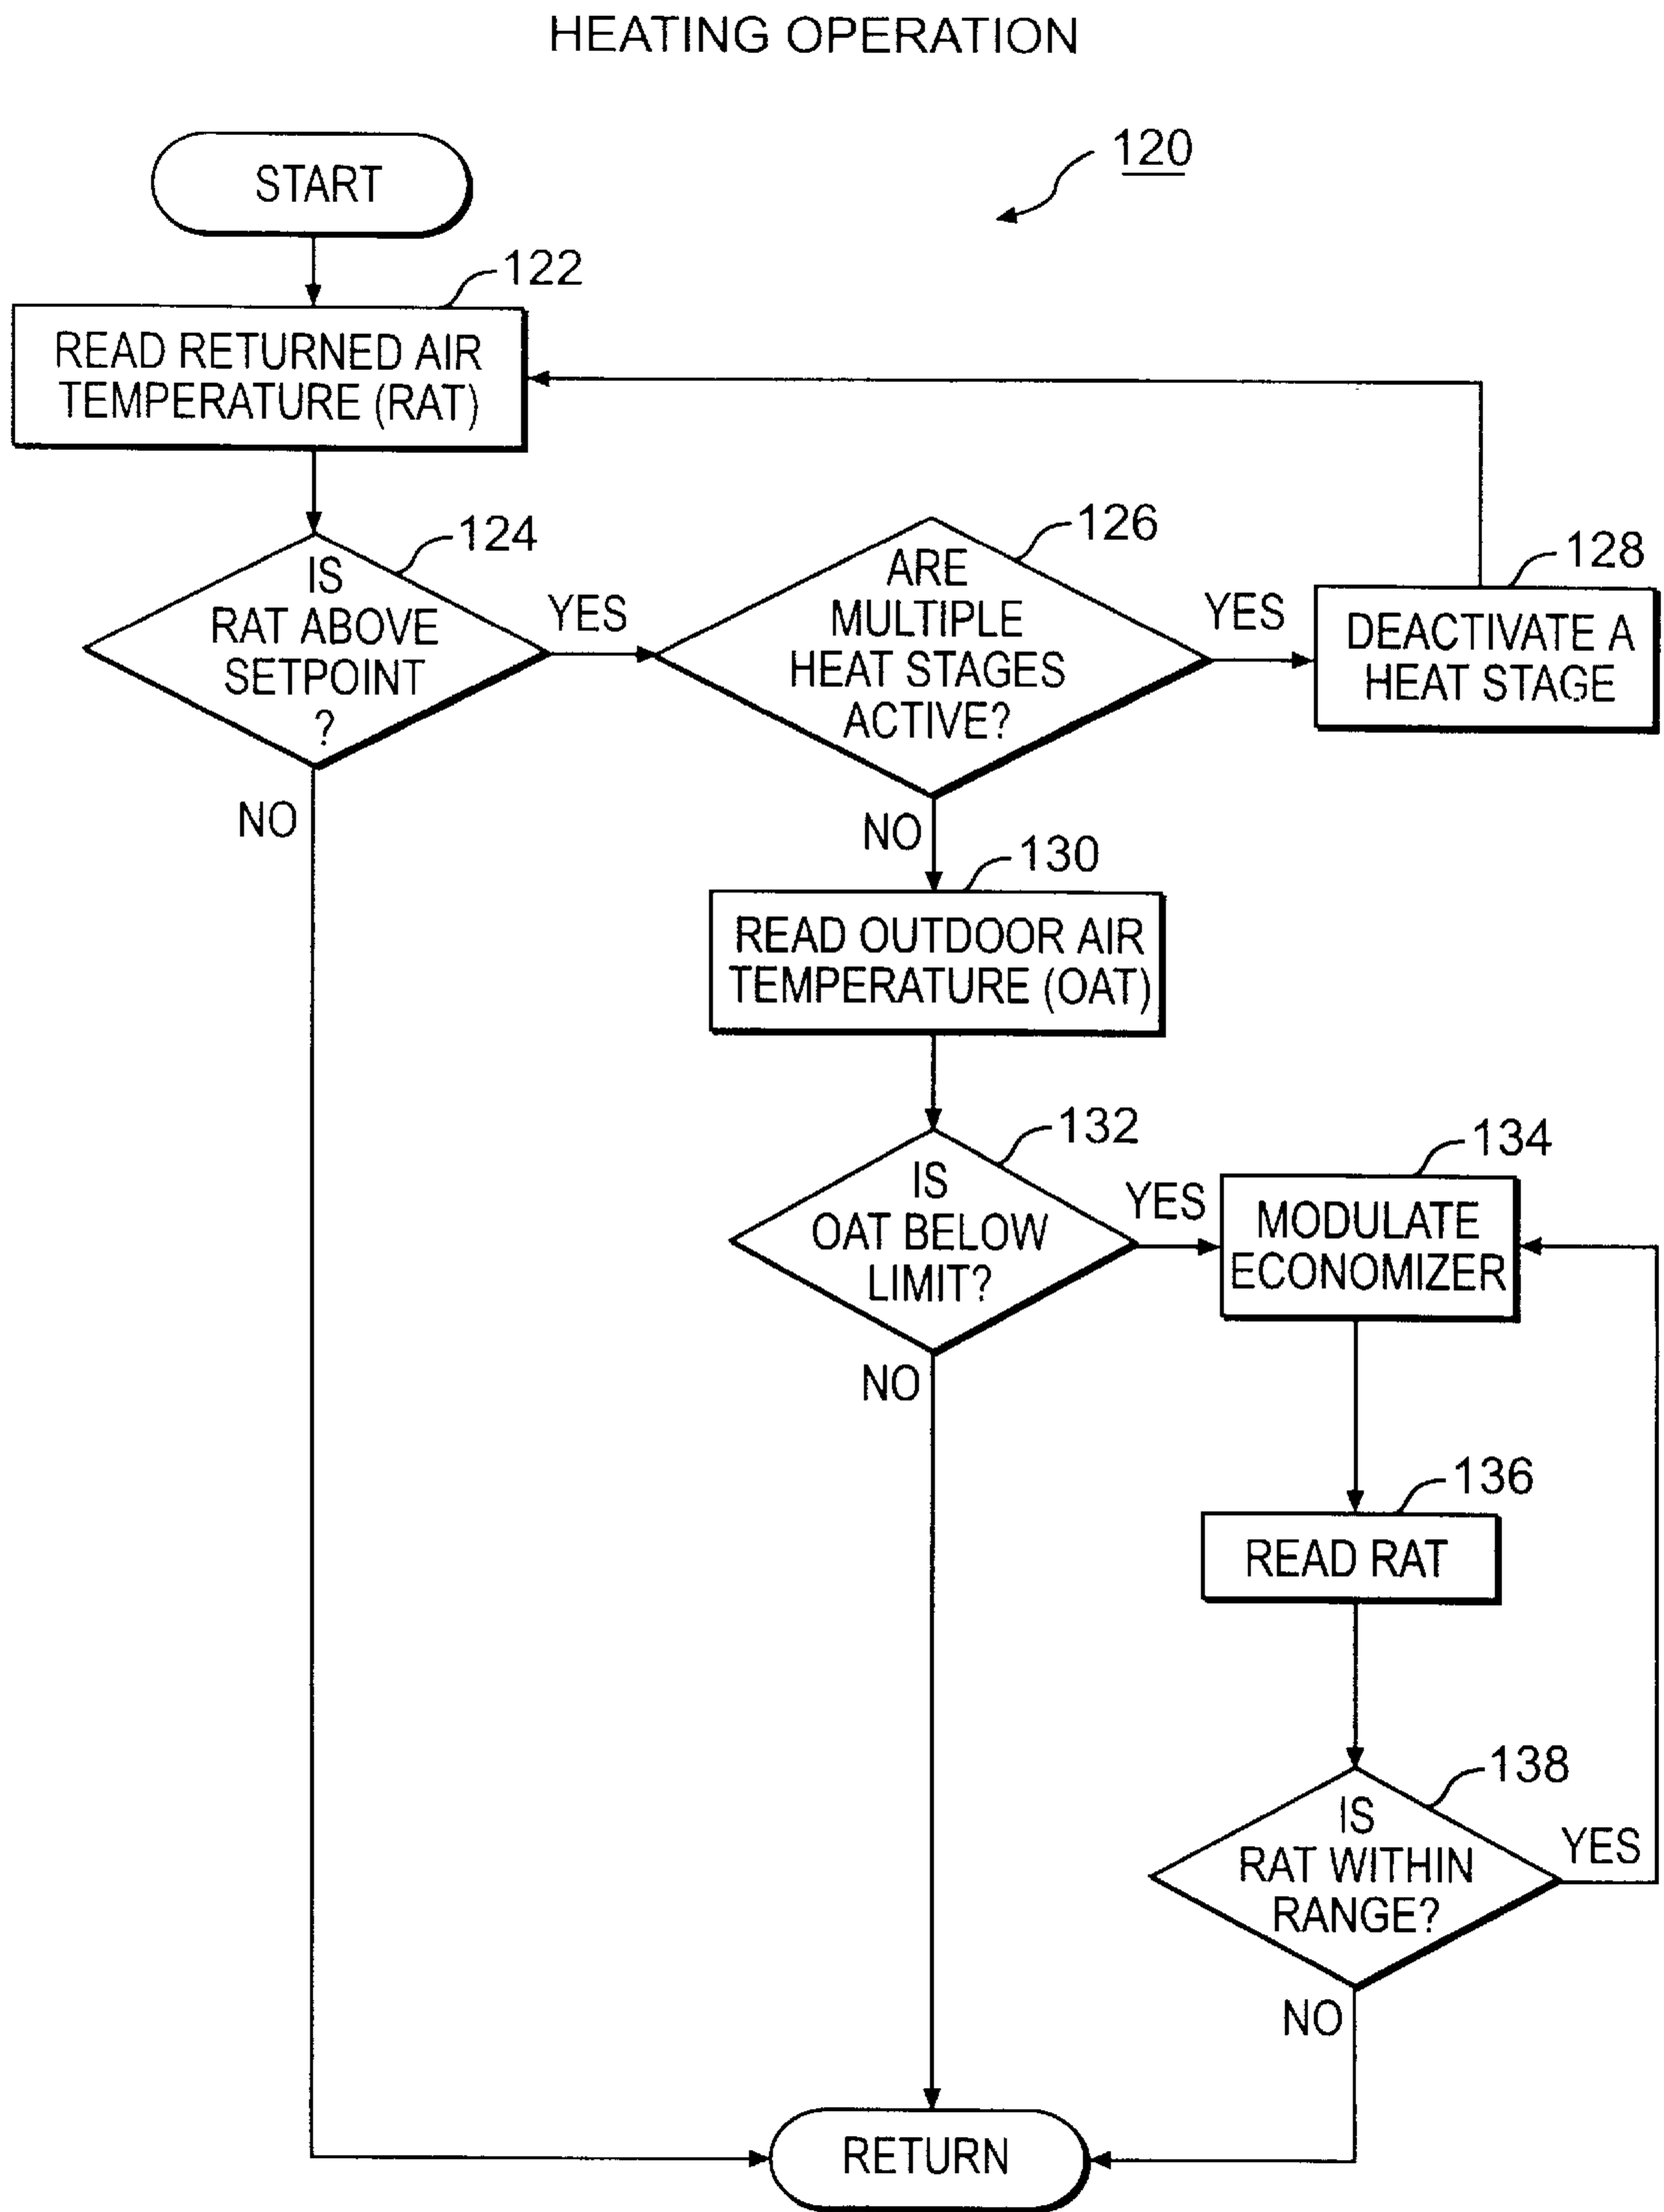 HEATING OPERATION
120
START
122
READ RETURNED AIR
TEMPERATURE (RAT)
124
IS
RAT ABOVE
SETPOINT
?
YES
NO
126
ARE
MULTIPLE
HEAT STAGES
ACTIVE?
YES
NO
128
DEACTIVATE A
HEAT STAGE
130
READ OUTDOOR AIR
TEMPERATURE (OAT)
132
IS
OAT BELOW
LIMIT?
YES
NO
134
MODULATE
ECONOMIZER
136
READ RAT
138
IS
RAT WITHIN
RANGE?
YES
NO
RETURN